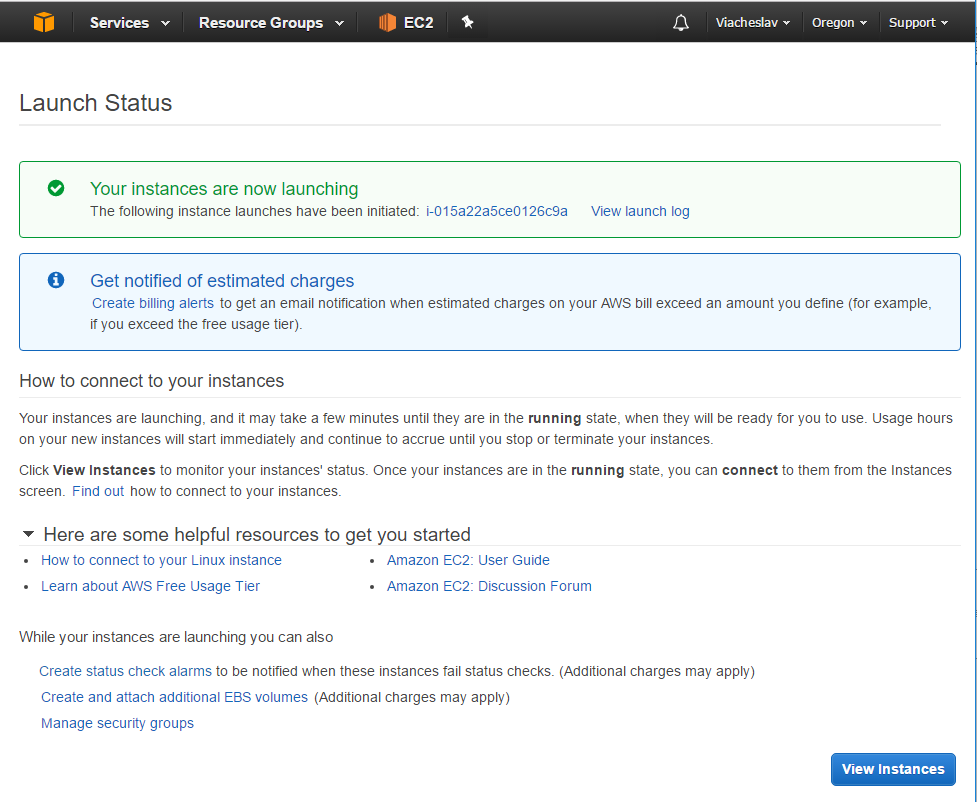 Services Resource Groups EC2 Viacheslav Oregon Support
Launch Status
Your instances are now launching
The following instance launches have been initiated: i-015a22a5ce0126c9a View launch log
Get notified of estimated charges
Create billing alerts to get an email notification when estimated charges on your AWS bill exceed an amount you define (for example,
if you exceed the free usage tier).
How to connect to your instances
Your instances are launching, and it may take a few minutes until they are in the running state, when they will be ready for you to use. Usage hours
on your new instances will start immediately and continue to accrue until you stop or terminate your instances.
Click View Instances to monitor your instances' status. Once your instances are in the running state, you can connect to them from the Instances
screen. Find out how to connect to your instances.
Here are some helpful resources to get you started
• How to connect to your Linux instance • Amazon EC2: User Guide
• Learn about AWS Free Usage Tier • Amazon EC2: Discussion Forum
While your instances are launching you can also
Create status check alarms to be notified when these instances fail status checks. (Additional charges may apply)
Create and attach additional EBS volumes (Additional charges may apply)
Manage security groups
View Instances